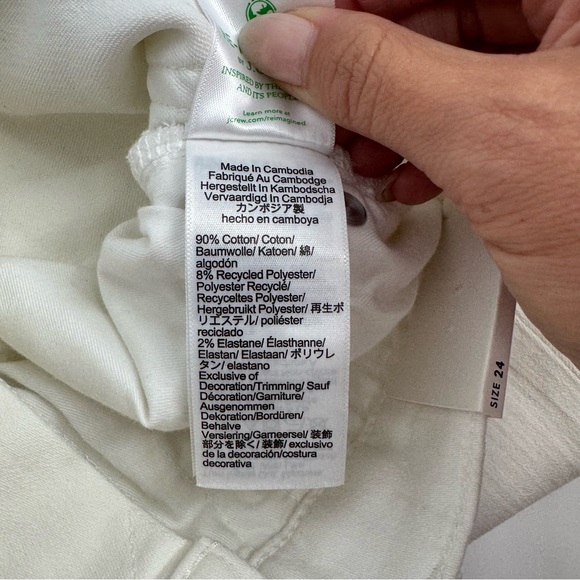 BY J.C
INSPIRED BY THE
AND ITS PEOPL
Learn more at
jcrew.com/reimagined
Made In Cambodia
Fabriqué Au Cambodge
Hergestellt In Kambodscha
Vervaardigd In Cambodja
カンボジア製
hecho en camboya
90% Cotton/ Coton/
Baumwolle/ Katoen/ 綿/
algodón
8% Recycled Polyester/
Polyester Recyclé/
Recyceltes Polyester/
Hergebruikt Polyester/ 再生ポ
リエステル/ poliéster
reciclado
2% Elastane/ Élasthanne/
Elastan/ Elastaan/ ポリウレ
タン/ elastano
Exclusive of
Decoration/Trimming/ Sauf
Décoration/Garniture/
Ausgenommen
Dekoration/Bordüren/
Behalve
Versiering/Garneersel/ 装飾
部分を除く/ 装飾/ exclusivo
de la decoración/costura
decorativa
SIZE 24